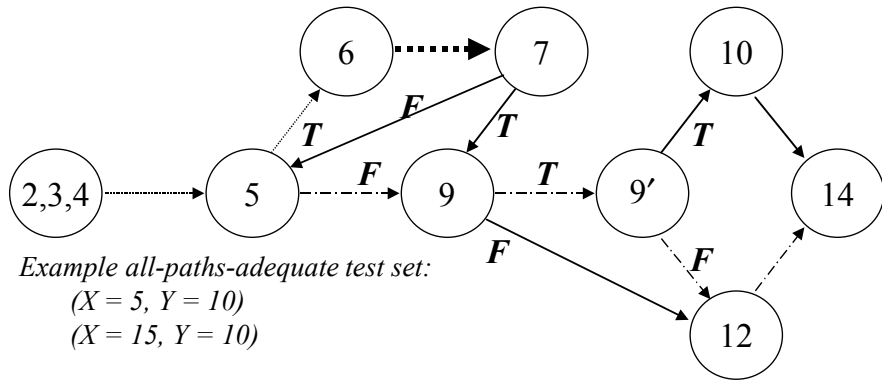 6
7
10
F
T
T
T
2,3,4
5
F
9
T
9′
14
F
F
Example all-paths-adequate test set:
(X = 5, Y = 10)
(X = 15, Y = 10)
12